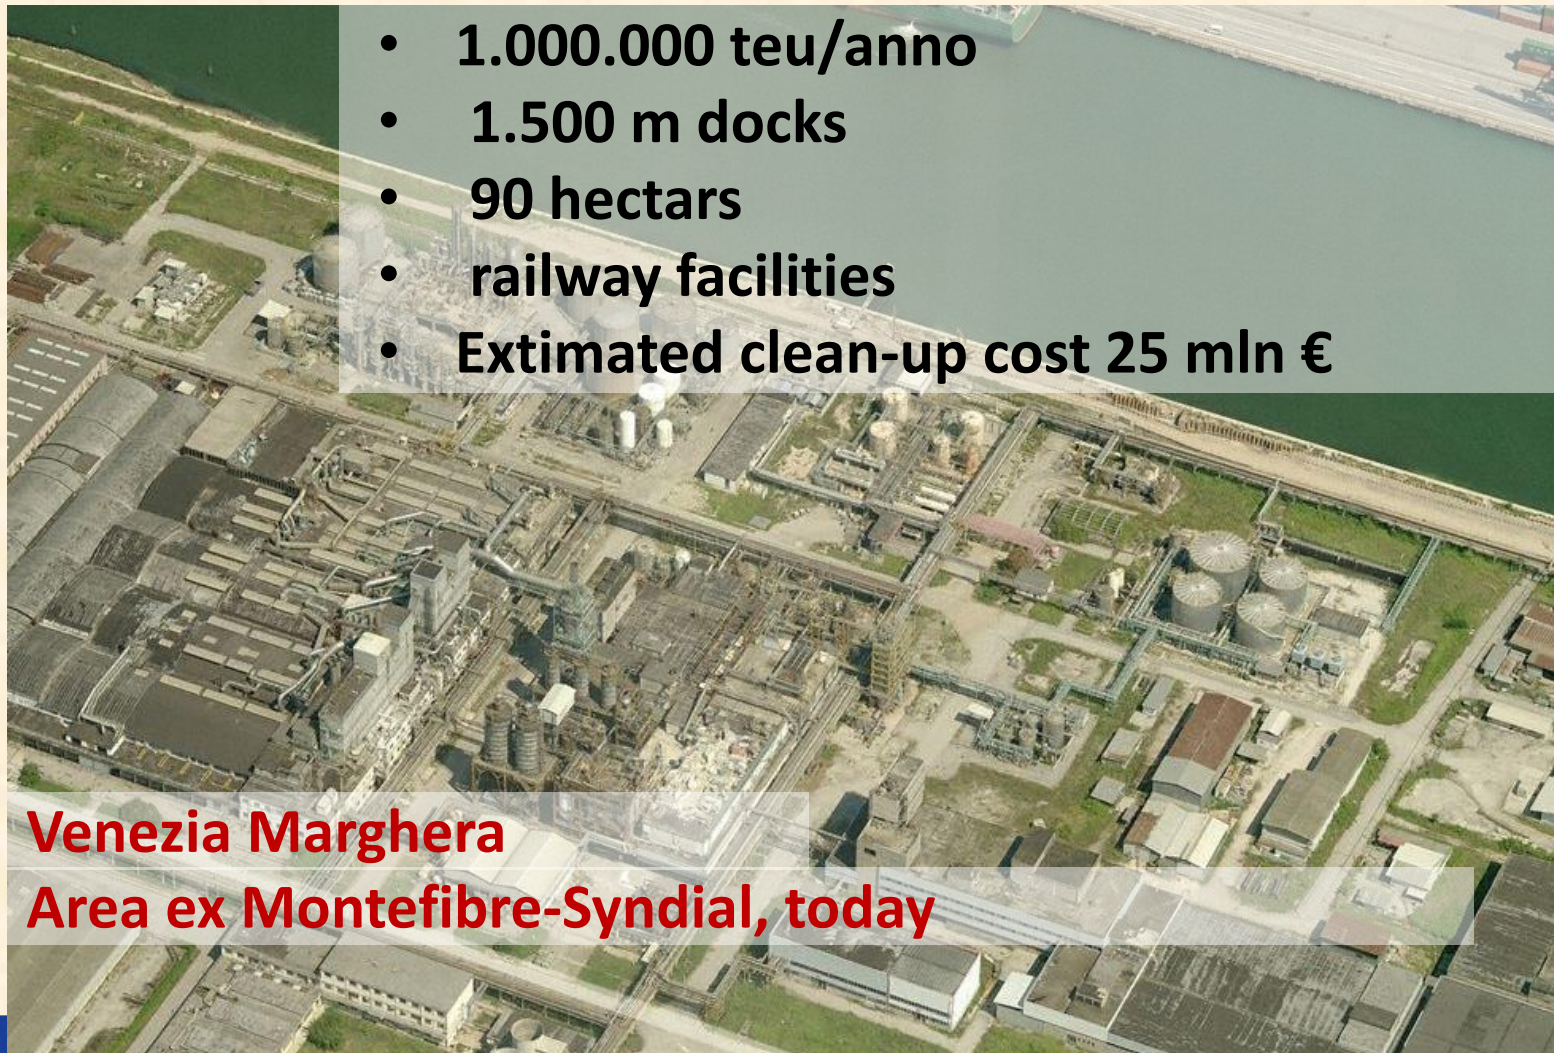 • 1.000.000 teu/anno
• 1.500 m docks
• 90 hectars
• railway facilities
• Extimated clean-up cost 25 mln €
Venezia Marghera
Area ex Montefibre-Syndial, today